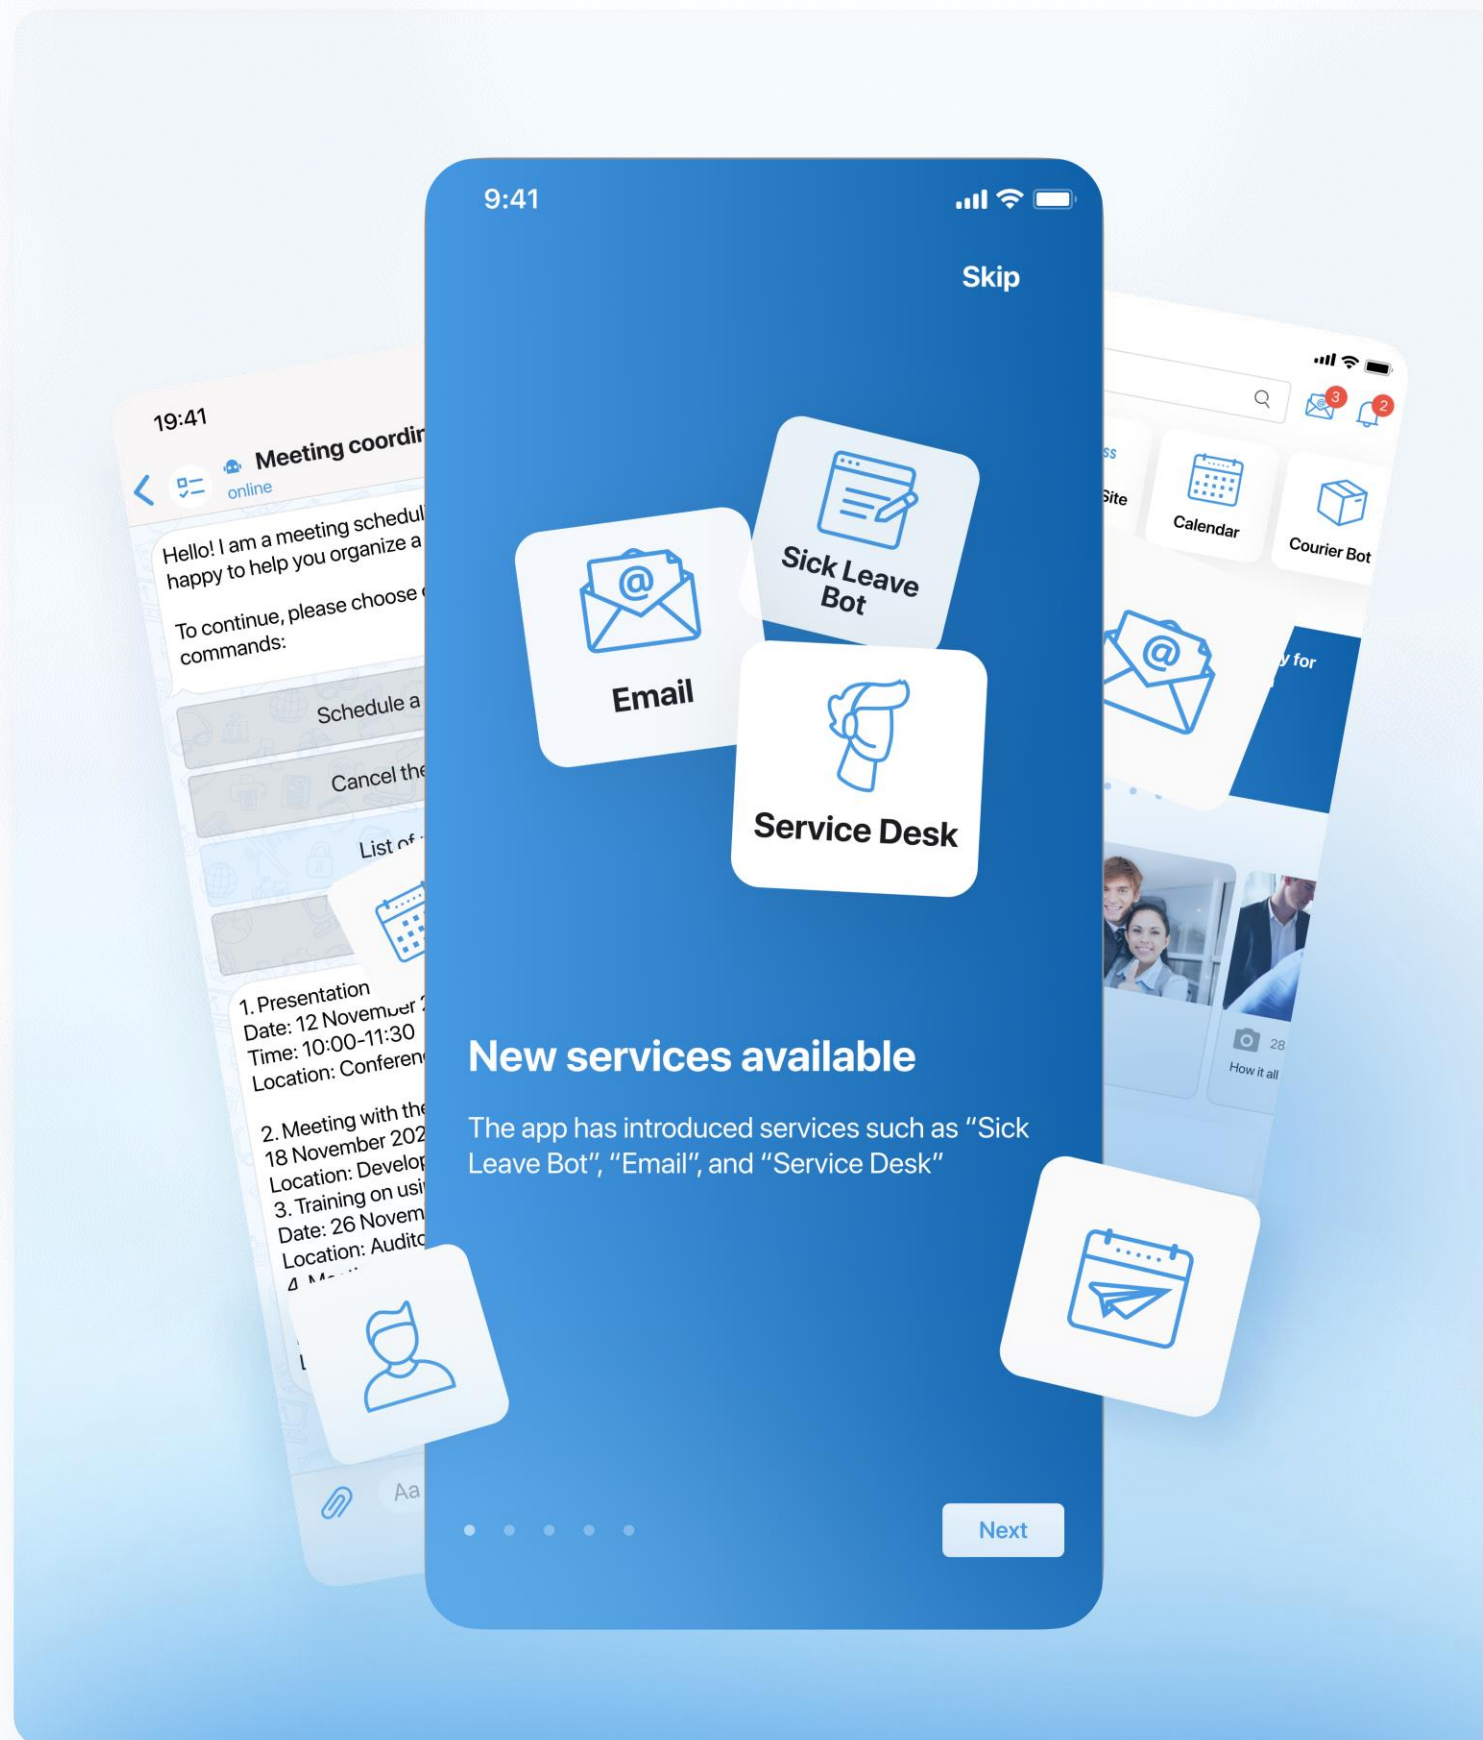 19:41
Meeting coordin
online
Hello! I am a meeting schedul
happy to help you organize a
To continue, please choose
commands:
Schedule a
Cancel the
List of
1. Presentation
Date: 12 November
Time: 10:00-11:30
Location: Conferen
2. Meeting with the
18 November 202
Location: Develop
3. Training on usi
Date: 26 Novem
Location: Audito
Aa
9:41
Skip
Email
@
Sick Leave
Bot
Service Desk
New services available
The app has introduced services such as “Sick
Leave Bot”, “Email”, and “Service Desk”
Next
3
2
ss
Site
Calendar
Courier Bot
@
y for
28
How it all